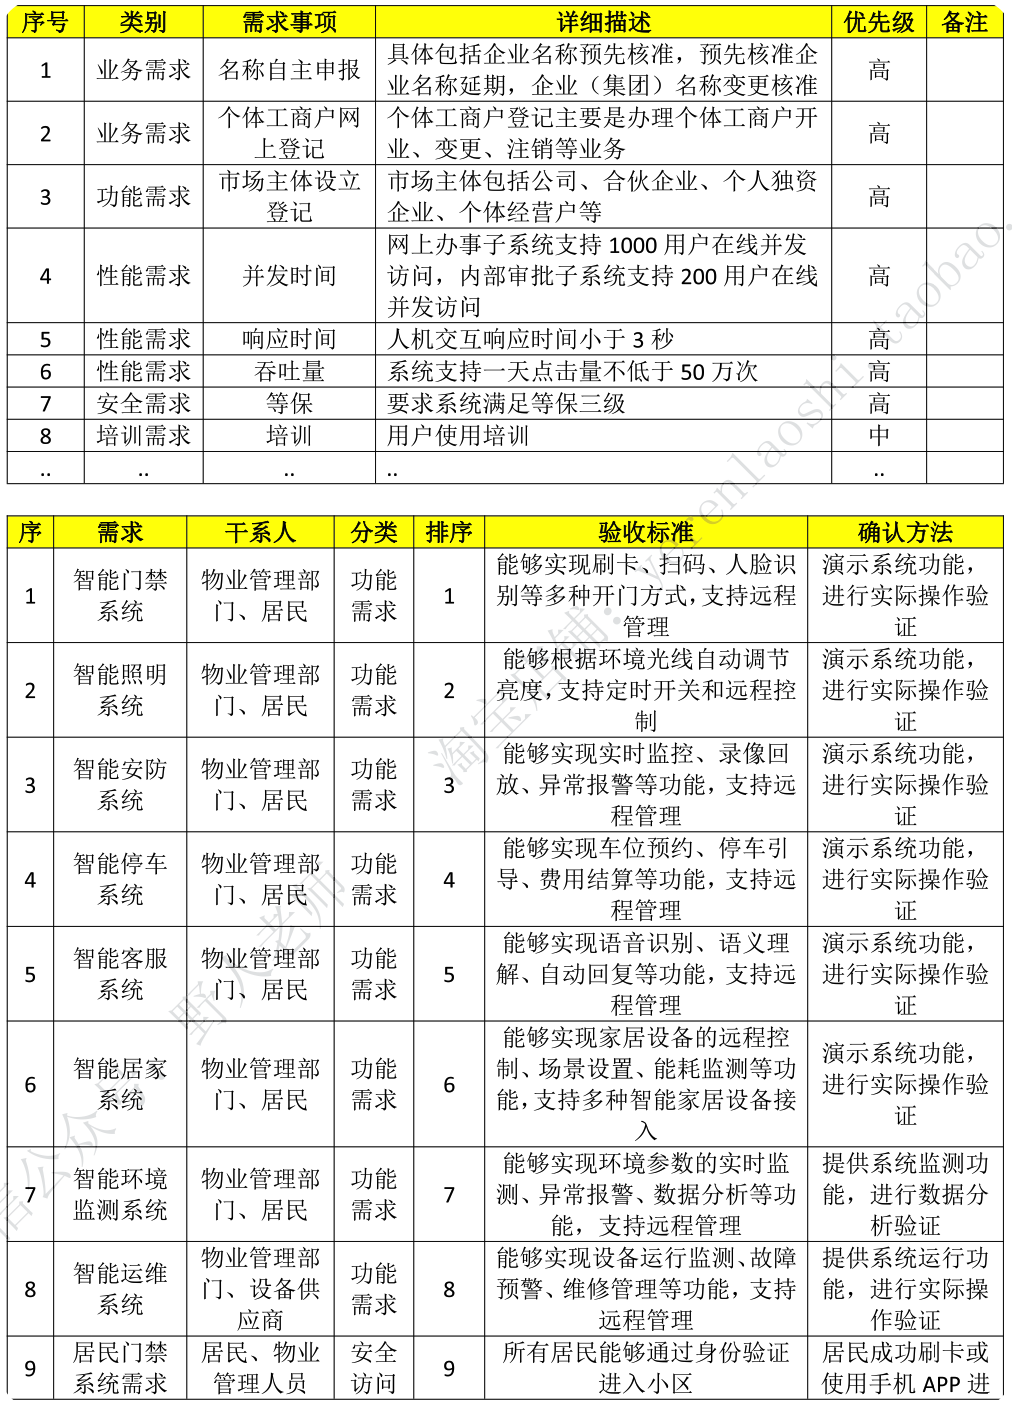 序号 类别 需求事项 详细描述 优先级 备注
1 业务需求 名称自主申报 具体包括企业名称预先核准，预先核准企
业名称延期，企业（集团）名称变更核准 高
2 业务需求 个体工商户网
上登记 个体工商户登记主要是办理个体工商户开
业、变更、注销等业务 高
3 功能需求 市场主体设立
登记 市场主体包括公司、合伙企业、个人独资
企业、个体经营户等 高
4 性能需求 并发时间 网上办事子系统支持 1000 用户在线并发
访问，内部审批子系统支持 200 用户在线
并发访问 高
5 性能需求 响应时间 人机交互响应时间小于 3 秒 高
6 性能需求 吞吐量 系统支持一天点击量不低于 50 万次 高
7 安全需求 等保 要求系统满足等保三级 高
8 培训需求 培训 用户使用培训 中
.. .. .. .. ..
序 需求 干系人 分类 排序 验收标准 确认方法
1 智能门禁
系统 物业管理部
门、居民 功能
需求 1 能够实现刷卡、扫码、人脸识
别等多种开门方式，支持远程
管理 演示系统功能，
进行实际操作验
证
2 智能照明
系统 物业管理部
门、居民 功能
需求 2 能够根据环境光线自动调节
亮度，支持定时开关和远程控
制 演示系统功能，
进行实际操作验
证
3 智能安防
系统 物业管理部
门、居民 功能
需求 3 能够实现实时监控、录像回
放、异常报警等功能，支持远
程管理 演示系统功能，
进行实际操作验
证
4 智能停车
系统 物业管理部
门、居民 功能
需求 4 能够实现车位预约、停车引
导、费用结算等功能，支持远
程管理 演示系统功能，
进行实际操作验
证
5 智能客服
系统 物业管理部
门、居民 功能
需求 5 能够实现语音识别、语义理
解、自动回复等功能，支持远
程管理 演示系统功能，
进行实际操作验
证
6 智能居家
系统 物业管理部
门、居民 功能
需求 6 能够实现家居设备的远程控
制、场景设置、能耗监测等功
能，支持多种智能家居设备接
入 演示系统功能，
进行实际操作验
证
7 智能环境
监测系统 物业管理部
门、居民 功能
需求 7 能够实现环境参数的实时监
测、异常报警、数据分析等功
能，支持远程管理 提供系统监测功
能，进行数据分
析验证
8 智能运维
系统 物业管理部
门、设备供
应商 功能
需求 8 能够实现设备运行监测、故障
预警、维修管理等功能，支持
远程管理 提供系统运行功
能，进行实际操
作验证
9 居民门禁
系统需求 居民、物业
管理人员 安全
访问 9 所有居民能够通过身份验证
进入小区 居民成功刷卡或
使用手机 APP 进
信公众号：野人老师 淘宝店铺：yerenlaoshi.taobao.